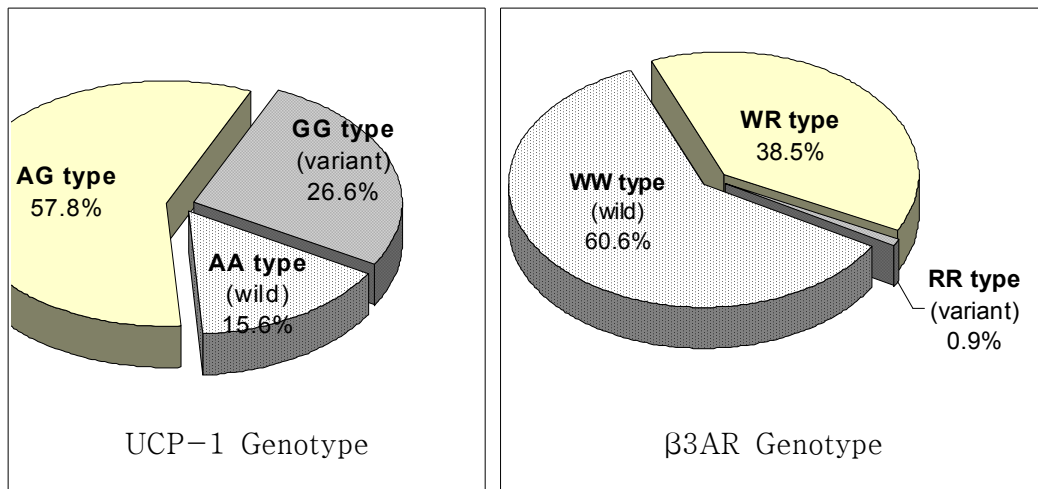 AG type
57.8%
GG type
(variant)
26.6%
AA type
(wild)
15.6%
UCP-1 Genotype
WR type
38.5%
WW type
(wild)
60.6%
RR type
(variant)
0.9%
β3AR Genotype